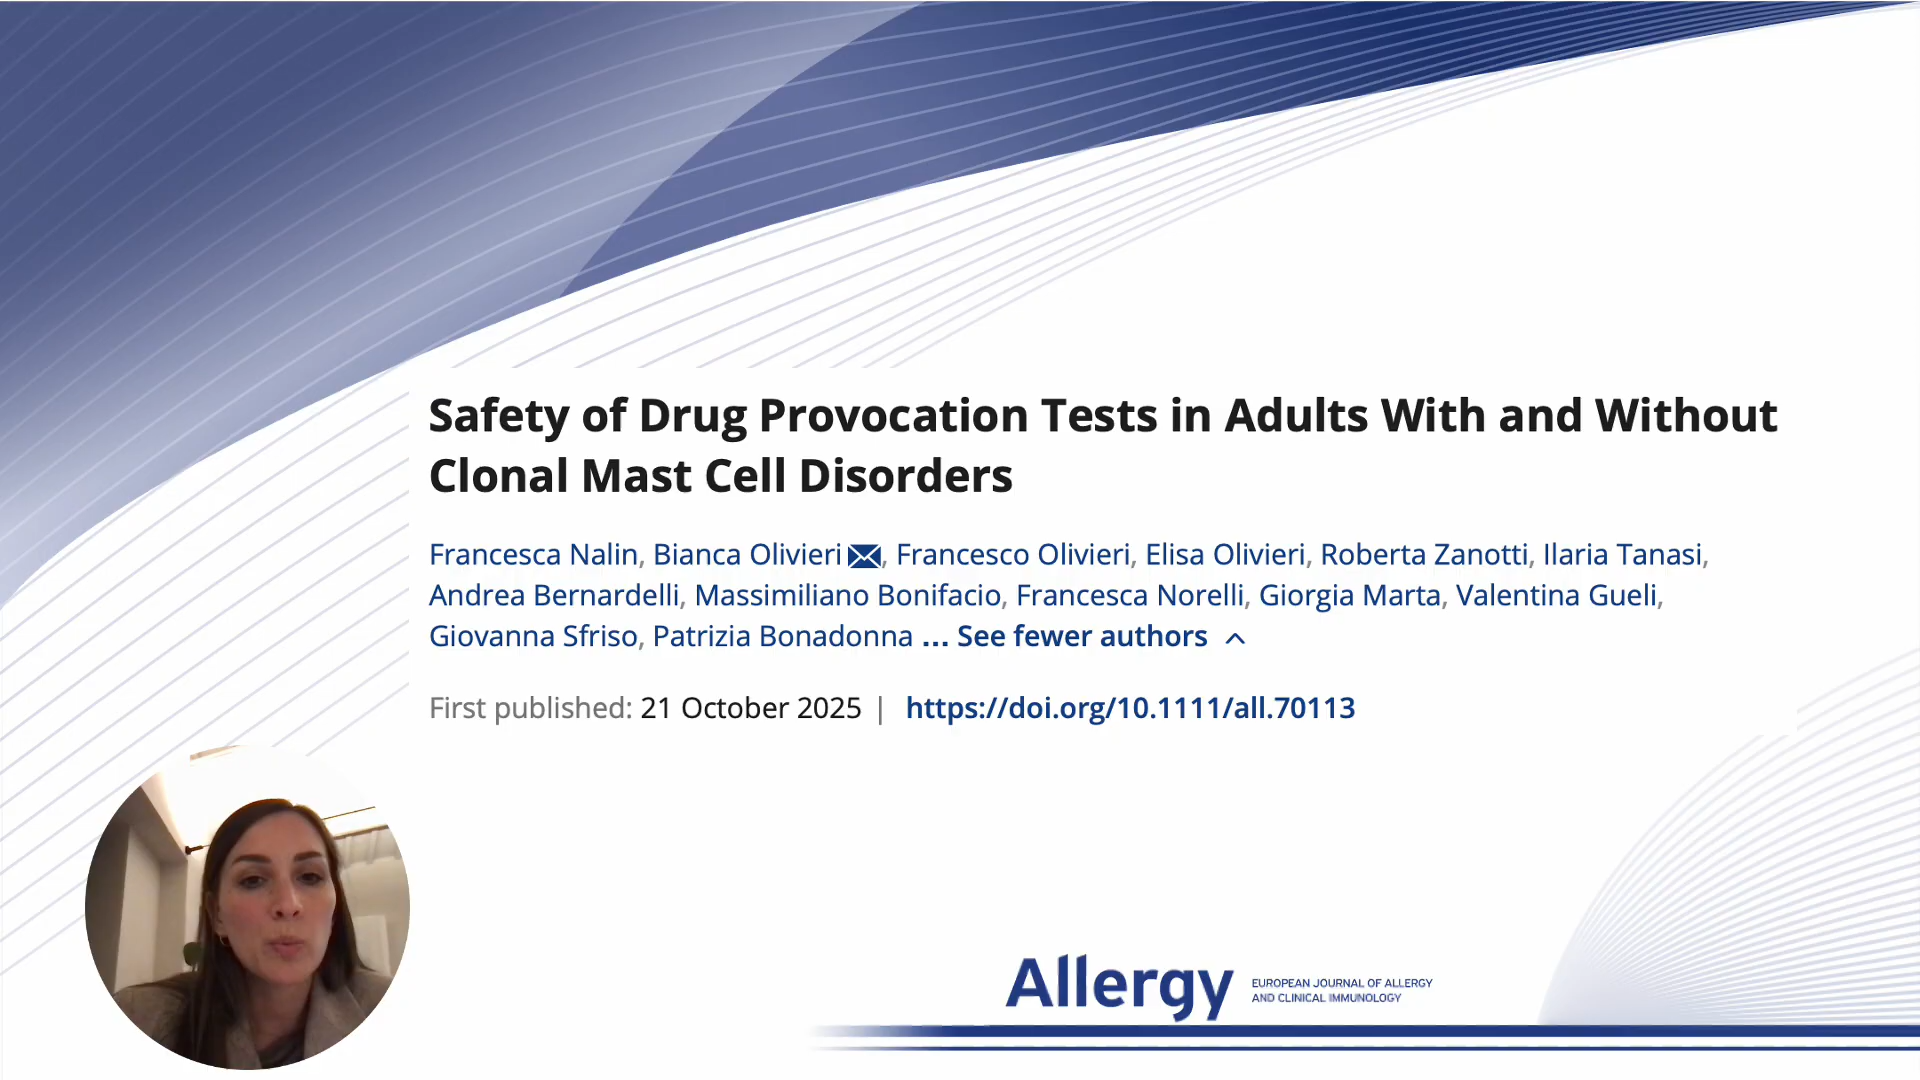 Safety of Drug Provocation Tests in Adults With and Without
Clonal Mast Cell Disorders
Francesca Nalin, Bianca Olivieri, Francesco Olivieri, Elisa Olivieri, Roberta Zanotti, Ilaria Tanasi,
Andrea Bernardelli, Massimiliano Bonifacio, Francesca Norelli, Giorgia Marta, Valentina Gueli,
Giovanna Sfriso, Patrizia Bonadonna ... See fewer authors
First published: 21 October 2025 | https://doi.org/10.1111/all.70113
Allergy
EUROPEAN JOURNAL OF ALLERGY
AND CLINICAL IMMUNOLOGY